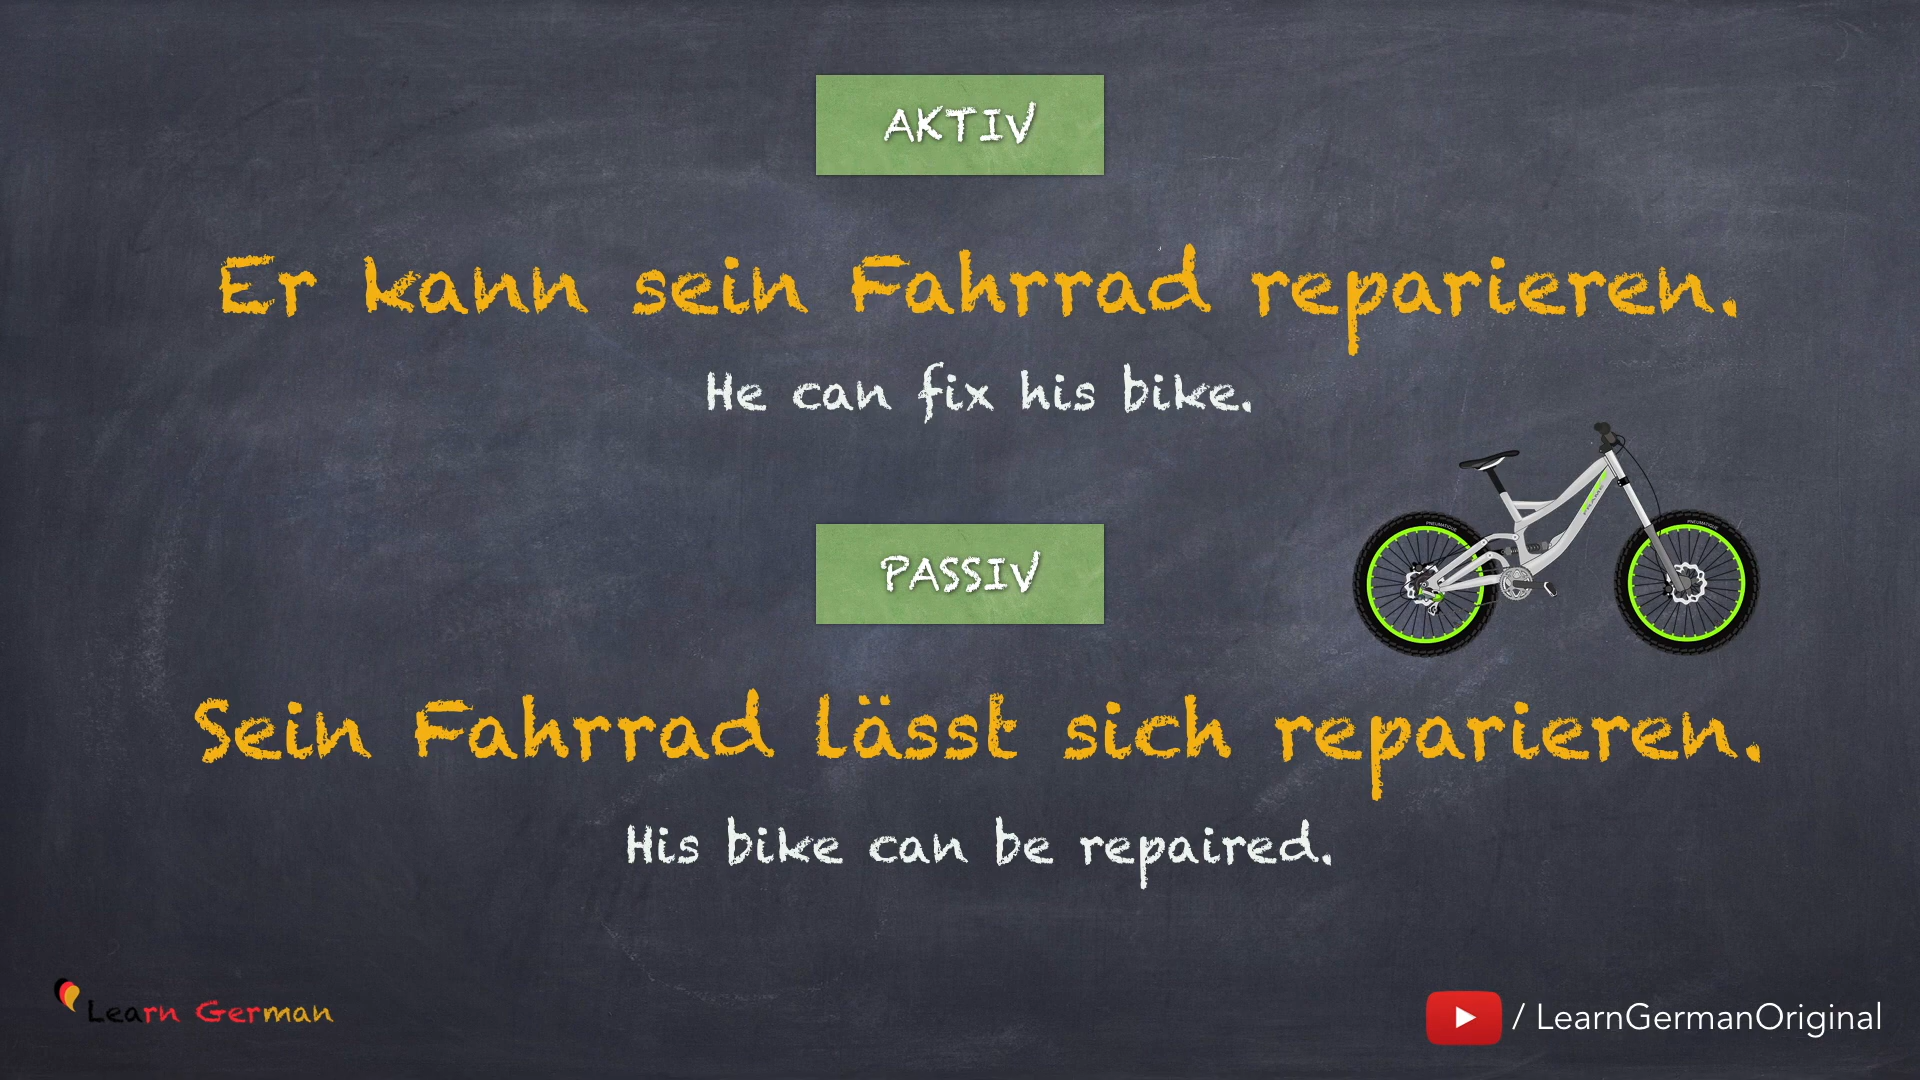 AKTIV
Er kann sein Fahrrad reparieren.
He can fix his bike.
PASSIV
Sein Fahrrad lässt sich reparieren.
His bike can be repaired.
Learn German
/ LearnGermanOriginal